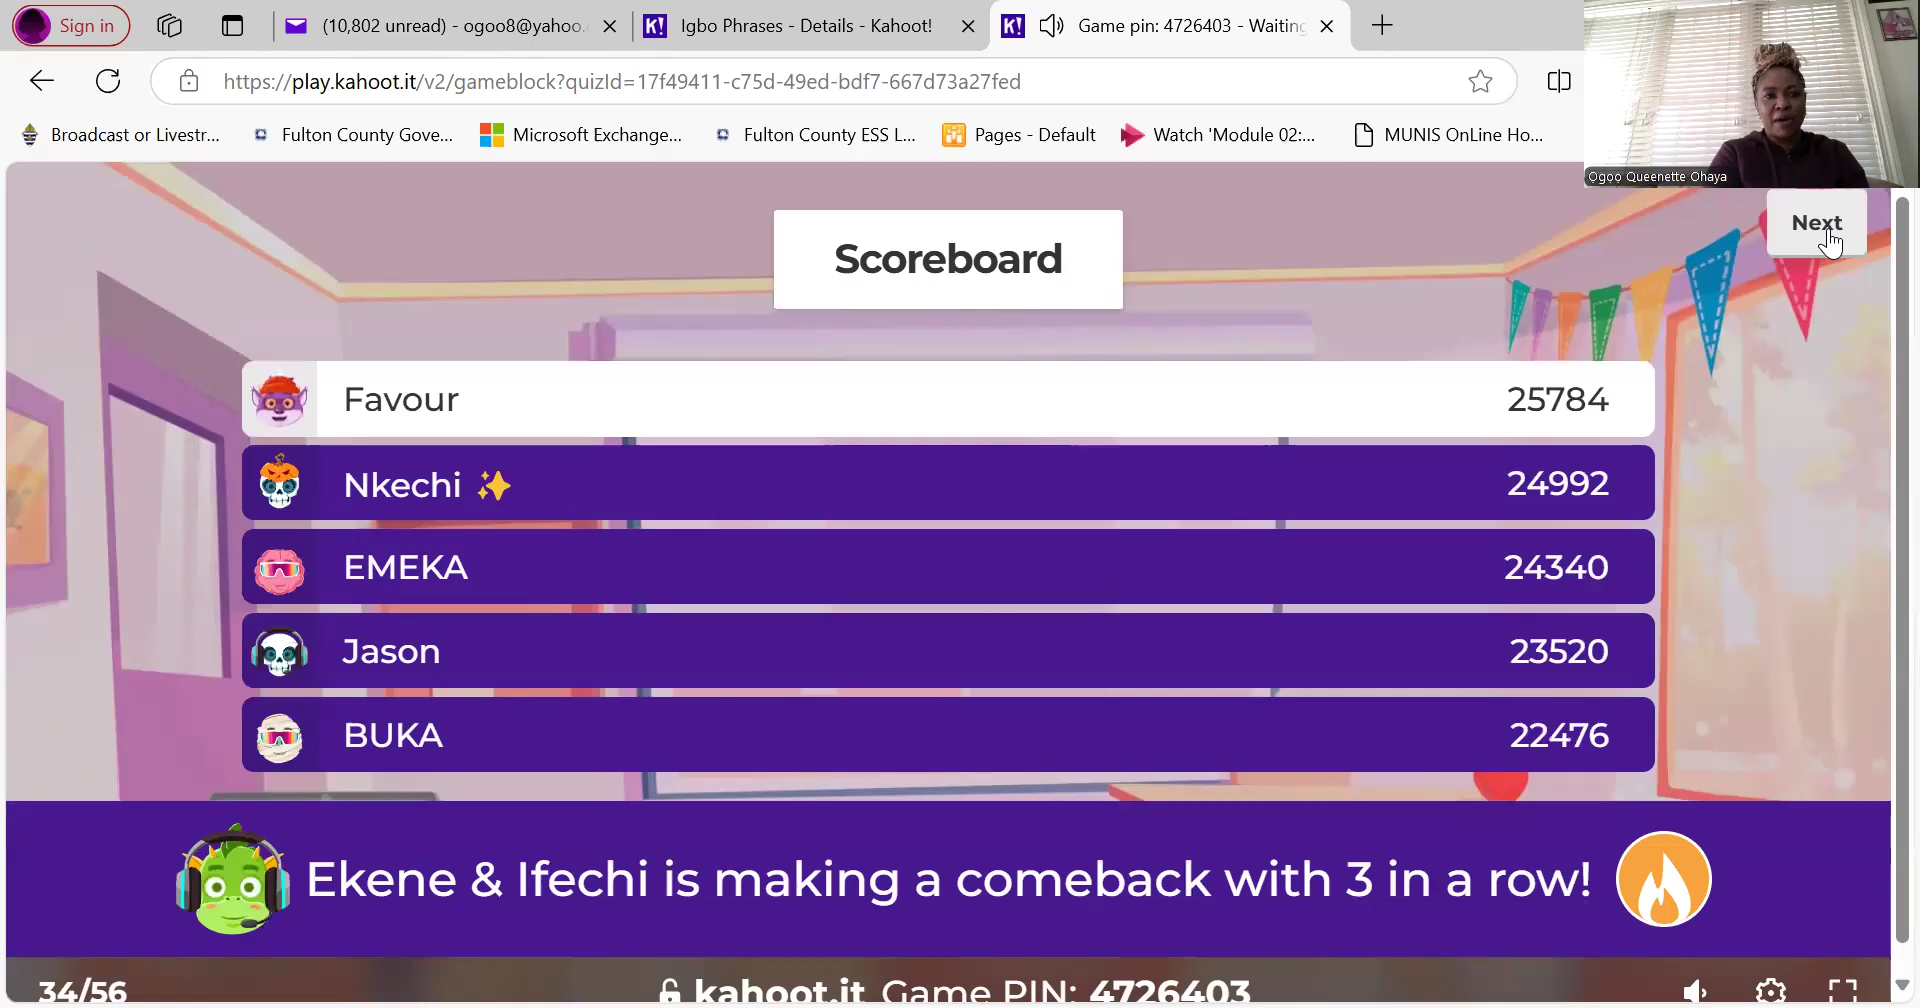 Sign in
(10,802 unread) - ogoo8@yahoo.
Igbo Phrases - Details - Kahoot!
Game pin: 4726403 - Waiting
https://play.kahoot.it/v2/gameblock?quizId=17f49411-c75d-49ed-bdf7-667d73a27fed
Broadcast or Livestr...
Fulton County Gove...
Microsoft Exchange...
Fulton County ESS L...
Pages - Default
Watch 'Module 02:...
MUNIS OnLine Ho...
Ọgọọ Queenette Ohaya
Next
Scoreboard
Favour 25784
Nkechi ✨ 24992
EMEKA 24340
Jason 23520
BUKA 22476
Ekene & Ifechi is making a comeback with 3 in a row!
34/56
kahoot.it Game PIN: 4726403